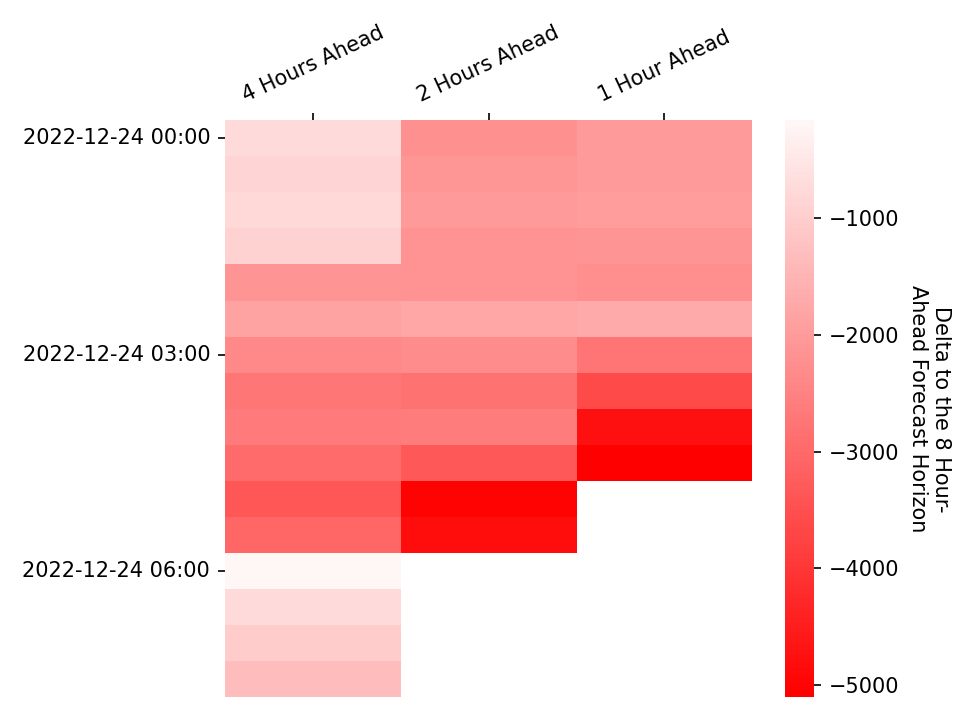 4 Hours Ahead
2 Hours Ahead
1 Hour Ahead
2022-12-24 00:00
2022-12-24 03:00
2022-12-24 06:00
−1000
−2000
−3000
−4000
−5000
Delta to the 8 Hour-
Ahead Forecast Horizon